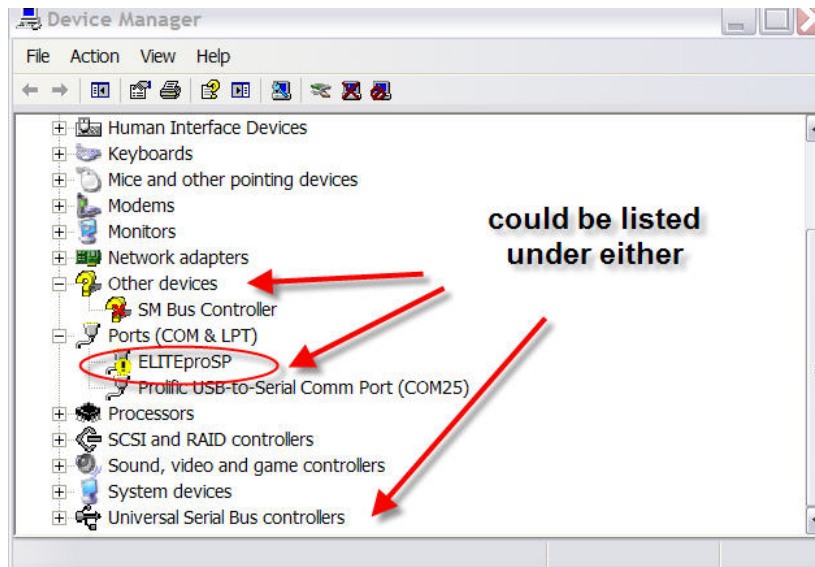 Device Manager
File Action View Help
Human Interface Devices
Keyboards
Mice and other pointing devices
Modems
Monitors
Network adapters
Other devices
SM Bus Controller
Ports (COM & LPT)
ELITEproSP
Prolific USB-to-Serial Comm Port (COM25)
Processors
SCSI and RAID controllers
Sound, video and game controllers
System devices
Universal Serial Bus controllers
could be listed
under either